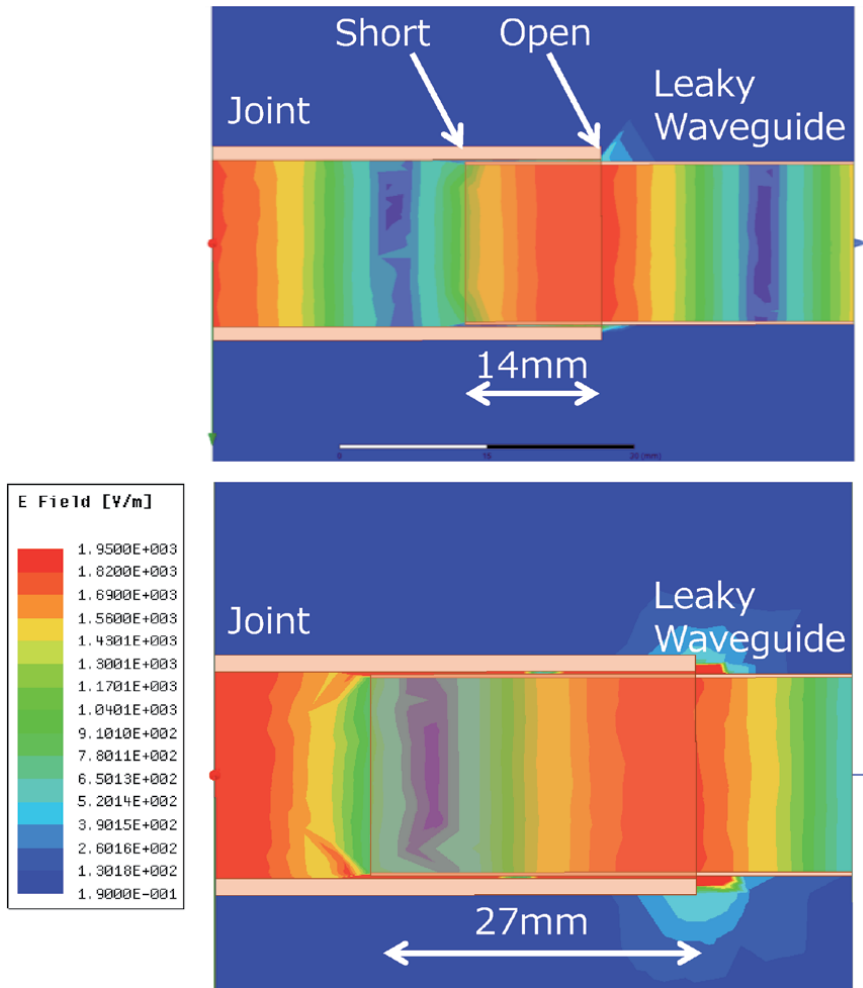 Short Open
Joint
Leaky
Waveguide
14mm
E Field [V/m]
1.9500E+003
1.8200E+003
1.6900E+003
1.5600E+003
1.4301E+003
1.3001E+003
1.1701E+003
1.0401E+003
9.1010E+002
7.8011E+002
6.5013E+002
5.2014E+002
3.9015E+002
2.6016E+002
1.3018E+002
1.9000E-001
Joint
Leaky
Waveguide
27mm